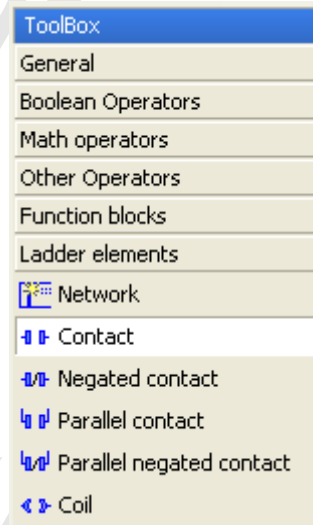 ToolBox
General
Boolean Operators
Math operators
Other Operators
Function blocks
Ladder elements
Network
Contact
Negated contact
Parallel contact
Parallel negated contact
Coil